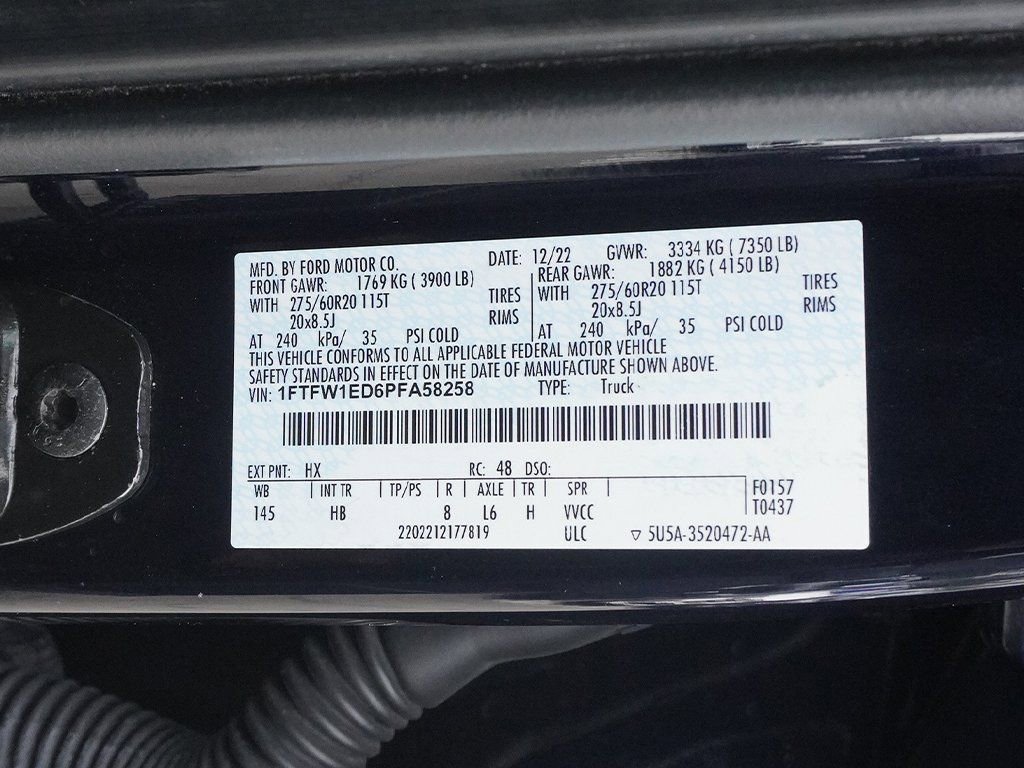 MFD. BY FORD MOTOR CO. DATE: 12/22 GVWR: 3334 KG ( 7350 LB)
FRONT GAWR: 1769 KG ( 3900 LB) REAR GAWR: 1882 KG ( 4150 LB)
WITH 275/60R20 115T TIRES WITH 275/60R20 115T TIRES
20x8.5J RIMS 20x8.5J RIMS
AT 240 kPa/ 35 PSI COLD AT 240 kPa/ 35 PSI COLD
THIS VEHICLE CONFORMS TO ALL APPLICABLE FEDERAL MOTOR VEHICLE
SAFETY STANDARDS IN EFFECT ON THE DATE OF MANUFACTURE SHOWN ABOVE.
VIN: 1FTFW1ED6PFA58258 TYPE: Truck
EXT PNT: HX RC: 48 DSO:
WB | INT TR | TP/PS | R | AXLE | TR | SPR | F0157
145 HB 8 L6 H VVCC T0437
2202212177819 ULC ▽ 5U5A-3520472-AA